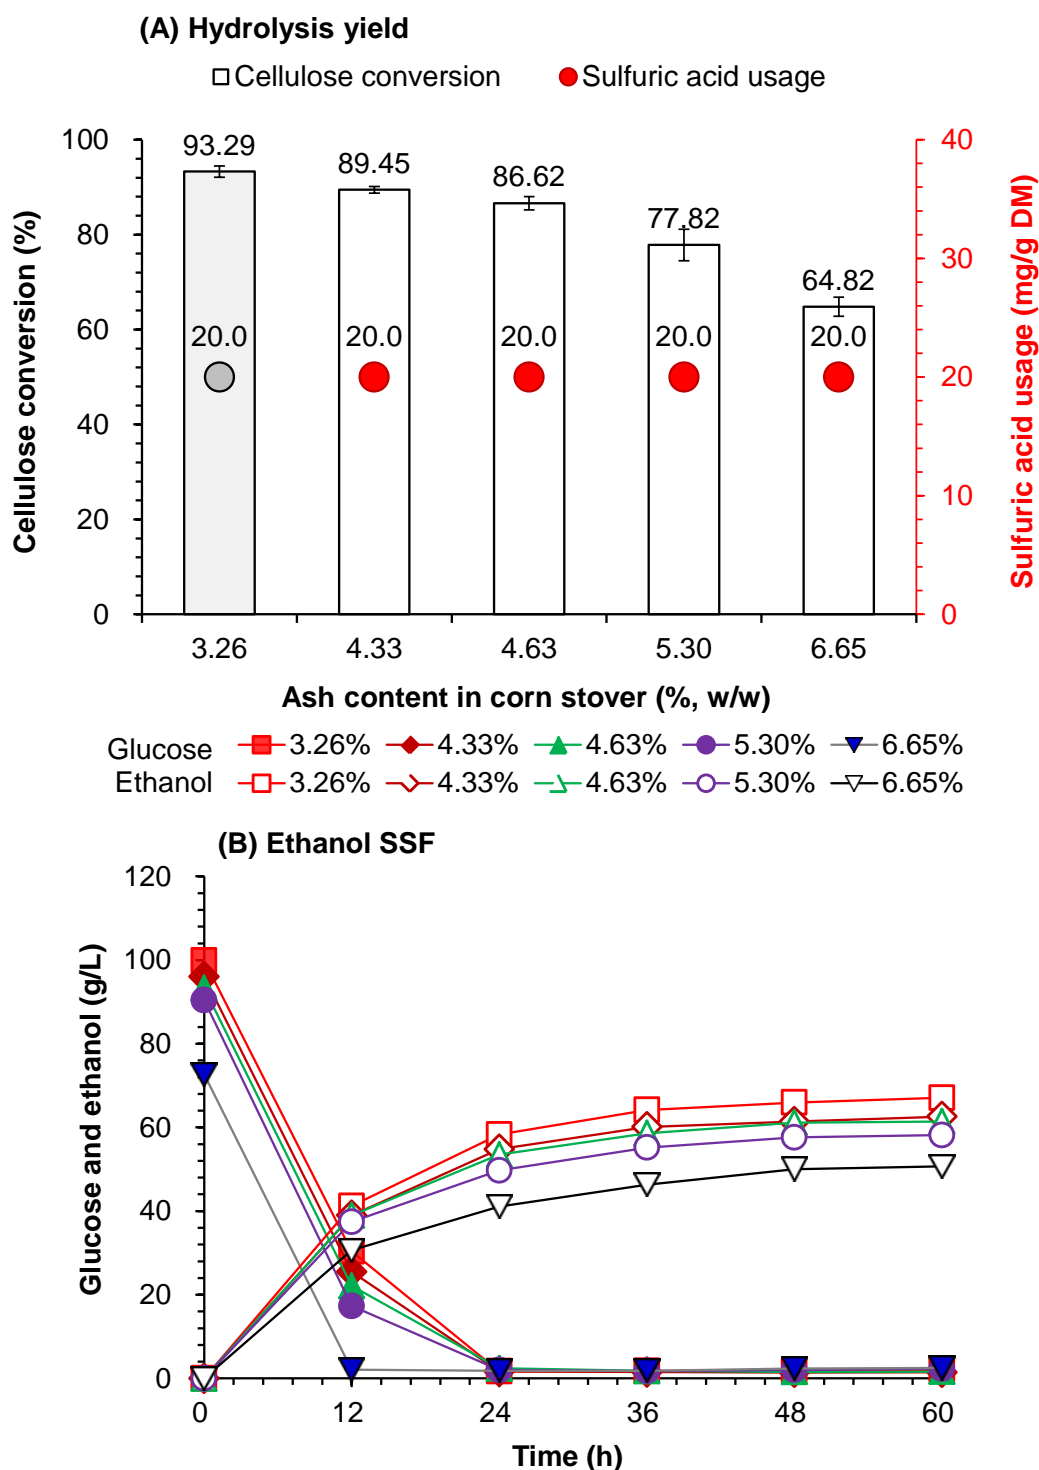 (A) Hydrolysis yield
Cellulose conversion Sulfuric acid usage
Cellulose conversion (%)
100
80
60
40
20
0
93.29 89.45 86.62 77.82 64.82
20.0 20.0 20.0 20.0 20.0
40
30
20
10
0
Sulfuric acid usage (mg/g DM)
3.26 4.33 4.63 5.30 6.65
Ash content in corn stover (%, w/w)
Glucose 3.26% 4.33% 4.63% 5.30% 6.65%
Ethanol 3.26% 4.33% 4.63% 5.30% 6.65%
(B) Ethanol SSF
Glucose and ethanol (g/L)
120
100
80
60
40
20
0
0 12 24 36 48 60
Time (h)